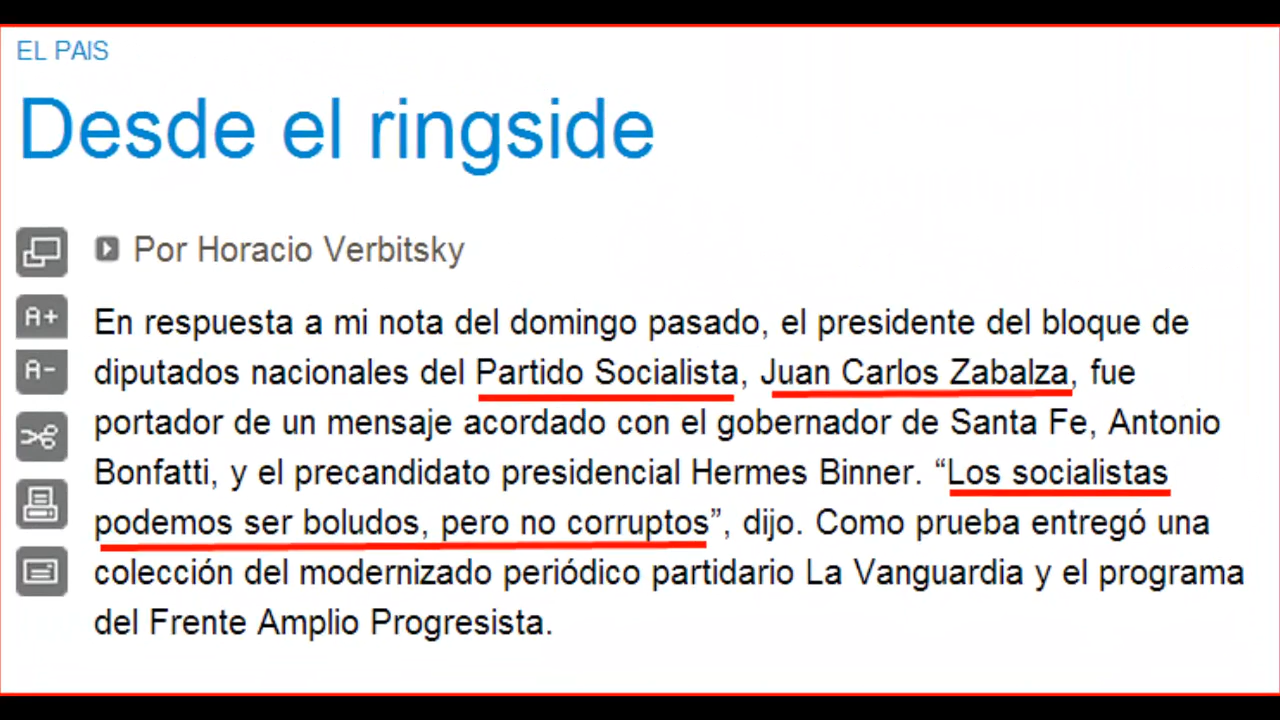 EL PAIS
Desde el ringside
Por Horacio Verbitsky
A+
A-
En respuesta a mi nota del domingo pasado, el presidente del bloque de
diputados nacionales del Partido Socialista, Juan Carlos Zabalza, fue
portador de un mensaje acordado con el gobernador de Santa Fe, Antonio
Bonfatti, y el precandidato presidencial Hermes Binner. “Los socialistas
podemos ser boludos, pero no corruptos”, dijo. Como prueba entregó una
colección del modernizado periódico partidario La Vanguardia y el programa
del Frente Amplio Progresista.